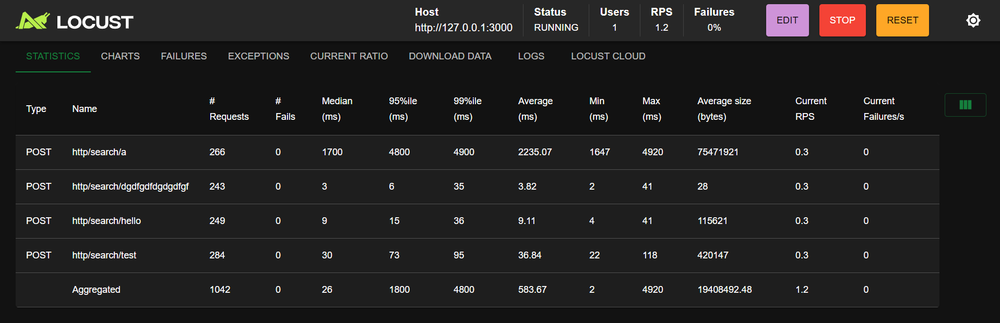 LOCUST
Host
http://127.0.0.1:3000
Status
RUNNING
Users
1
RPS
1.2
Failures
0%
EDIT
STOP
RESET
STATISTICS CHARTS FAILURES EXCEPTIONS CURRENT RATIO DOWNLOAD DATA LOGS LOCUST CLOUD
Type Name # Requests # Fails Median (ms) 95%ile (ms) 99%ile (ms) Average (ms) Min (ms) Max (ms) Average size (bytes) Current RPS Current Failures/s
POST http/search/a 266 0 1700 4800 4900 2235.07 1647 4920 75471921 0.3 0
POST http/search/dgdfgdfdgdgdfgf 243 0 3 6 35 3.82 2 41 28 0.3 0
POST http/search/hello 249 0 9 15 36 9.11 4 41 115621 0.3 0
POST http/search/test 284 0 30 73 95 36.84 22 118 420147 0.3 0
Aggregated 1042 0 26 1800 4800 583.67 2 4920 19408492.48 1.2 0